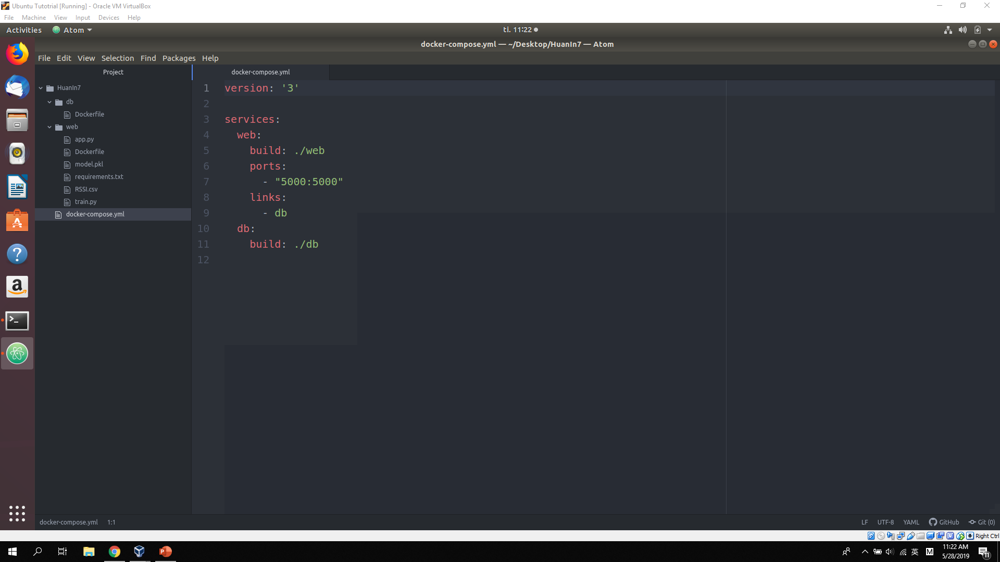 Ubuntu Tutotrial [Running] - Oracle VM VirtualBox
File Machine View Input Devices Help
Activities Atom ti. 11:22
docker-compose.yml — ~/Desktop/HuanIn7 — Atom
File Edit View Selection Find Packages Help
Project
HuanIn7
db
Dockerfile
web
app.py
Dockerfile
model.pkl
requirements.txt
RSSI.csv
train.py
docker-compose.yml
docker-compose.yml
1 version: '3'
2
3 services:
4 web:
5 build: ./web
6 ports:
7 - "5000:5000"
8 links:
9 - db
10 db:
11 build: ./db
12
docker-compose.yml 1:1 LF UTF-8 YAML GitHub Git (0)
Right Ctrl
英 M 11:22 AM
5/28/2019
11